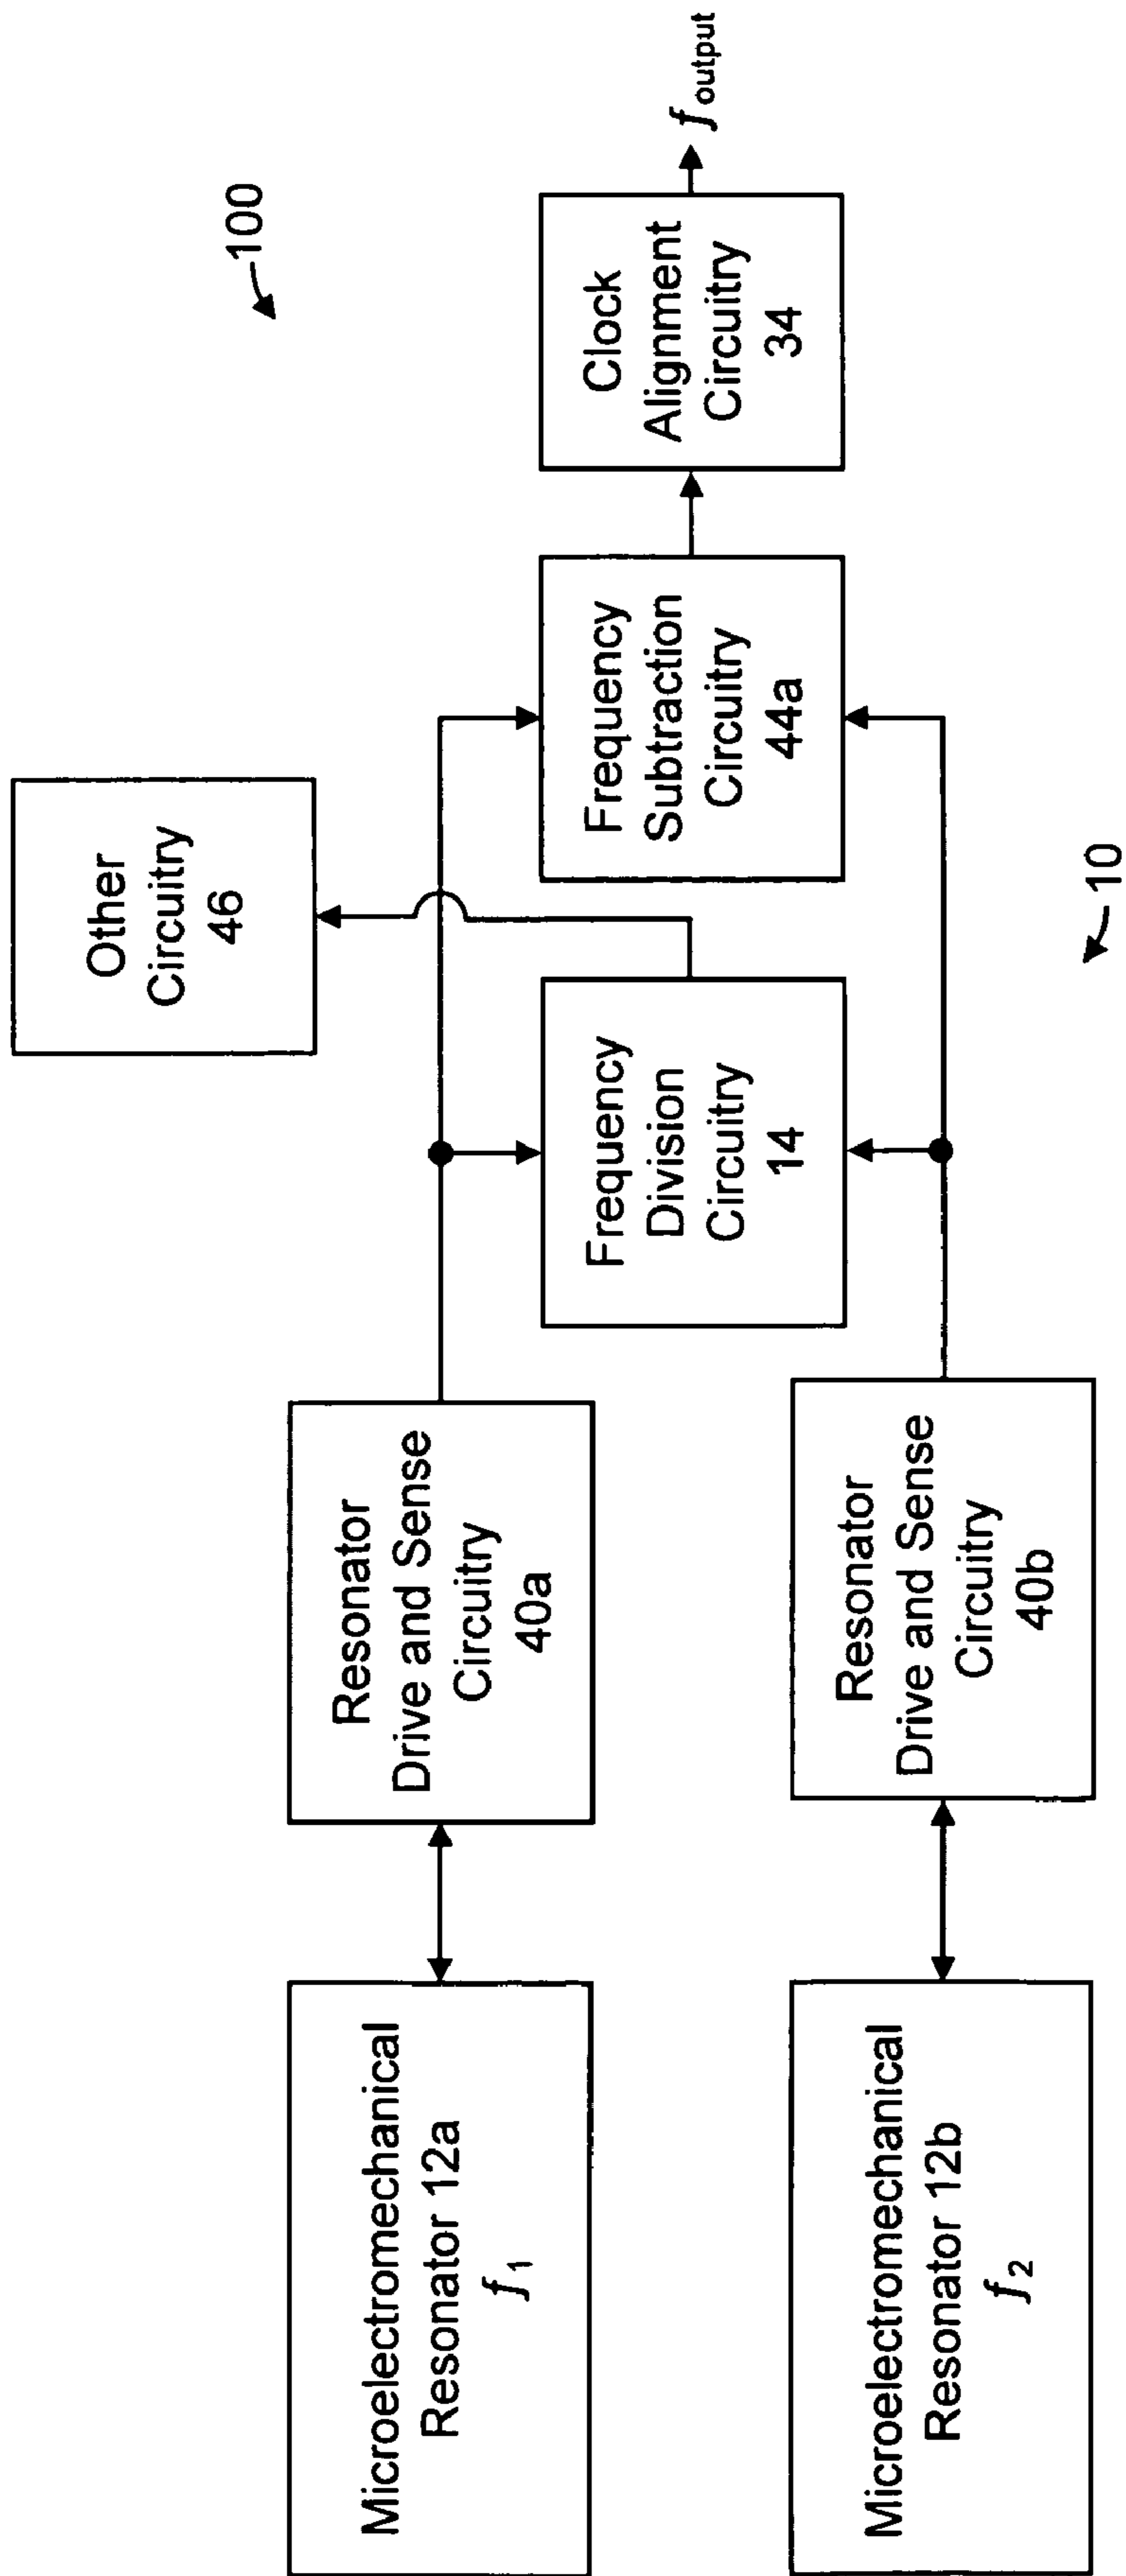 100
Other
Circuitry
46
Microelectromechanical
Resonator 12a
f1
Resonator
Drive and Sense
Circuitry
40a
Frequency
Division
Circuitry
14
Frequency
Subtraction
Circuitry
44a
Clock
Alignment
Circuitry
34
foutput
Microelectromechanical
Resonator 12b
f2
Resonator
Drive and Sense
Circuitry
40b
10